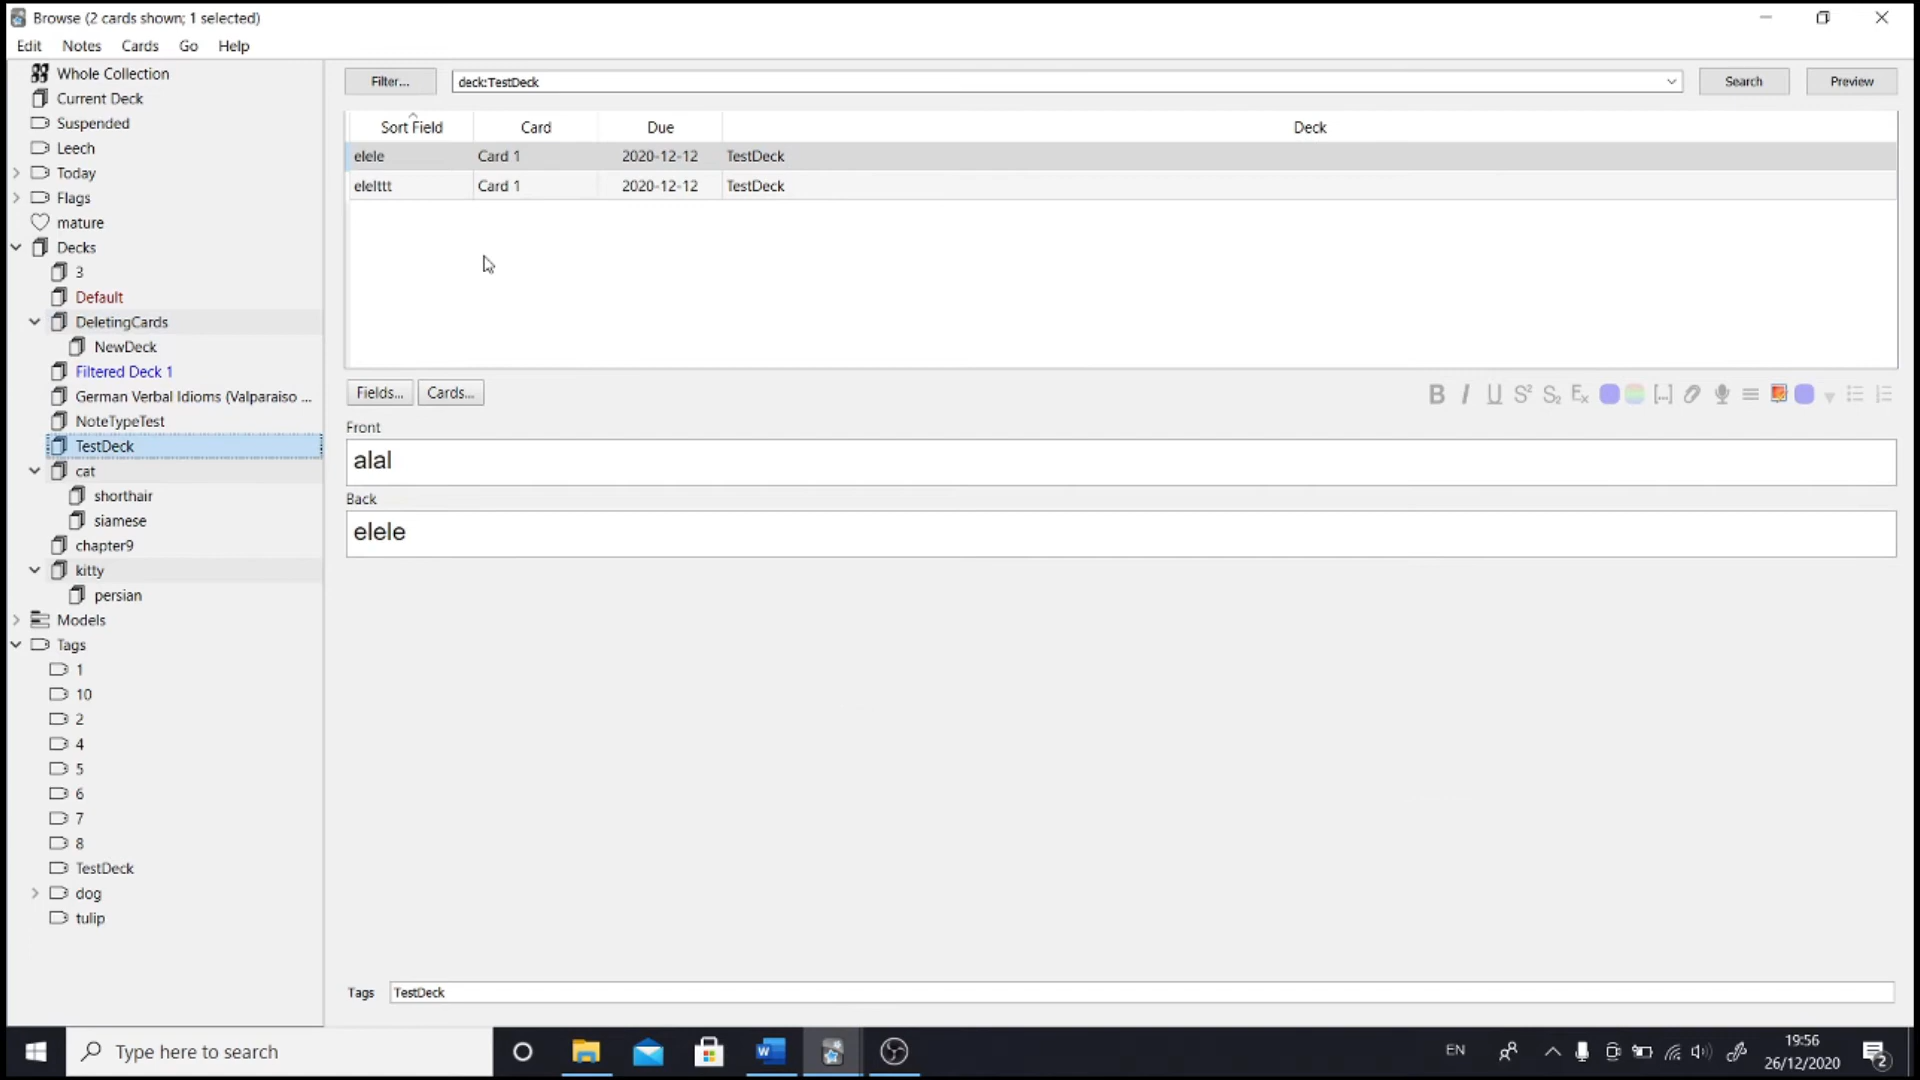 Browse (2 cards shown; 1 selected)
Edit Notes Cards Go Help
Whole Collection
Current Deck
Suspended
Leech
Today
Flags
mature
Decks
3
Default
DeletingCards
NewDeck
Filtered Deck 1
German Verbal Idioms (Valparaiso ...
NoteTypeTest
TestDeck
cat
shorthair
siamese
chapter9
kitty
persian
Models
Tags
1
10
2
4
5
6
7
8
TestDeck
dog
tulip
Filter... deck:TestDeck Search Preview
Sort Field Card Due Deck
elele Card 1 2020-12-12 TestDeck
elelttt Card 1 2020-12-12 TestDeck
Fields... Cards... B I U S² S₂ Ex [...]
Front
alal
Back
elele
Tags TestDeck
Type here to search
EN
19:56
26/12/2020
2